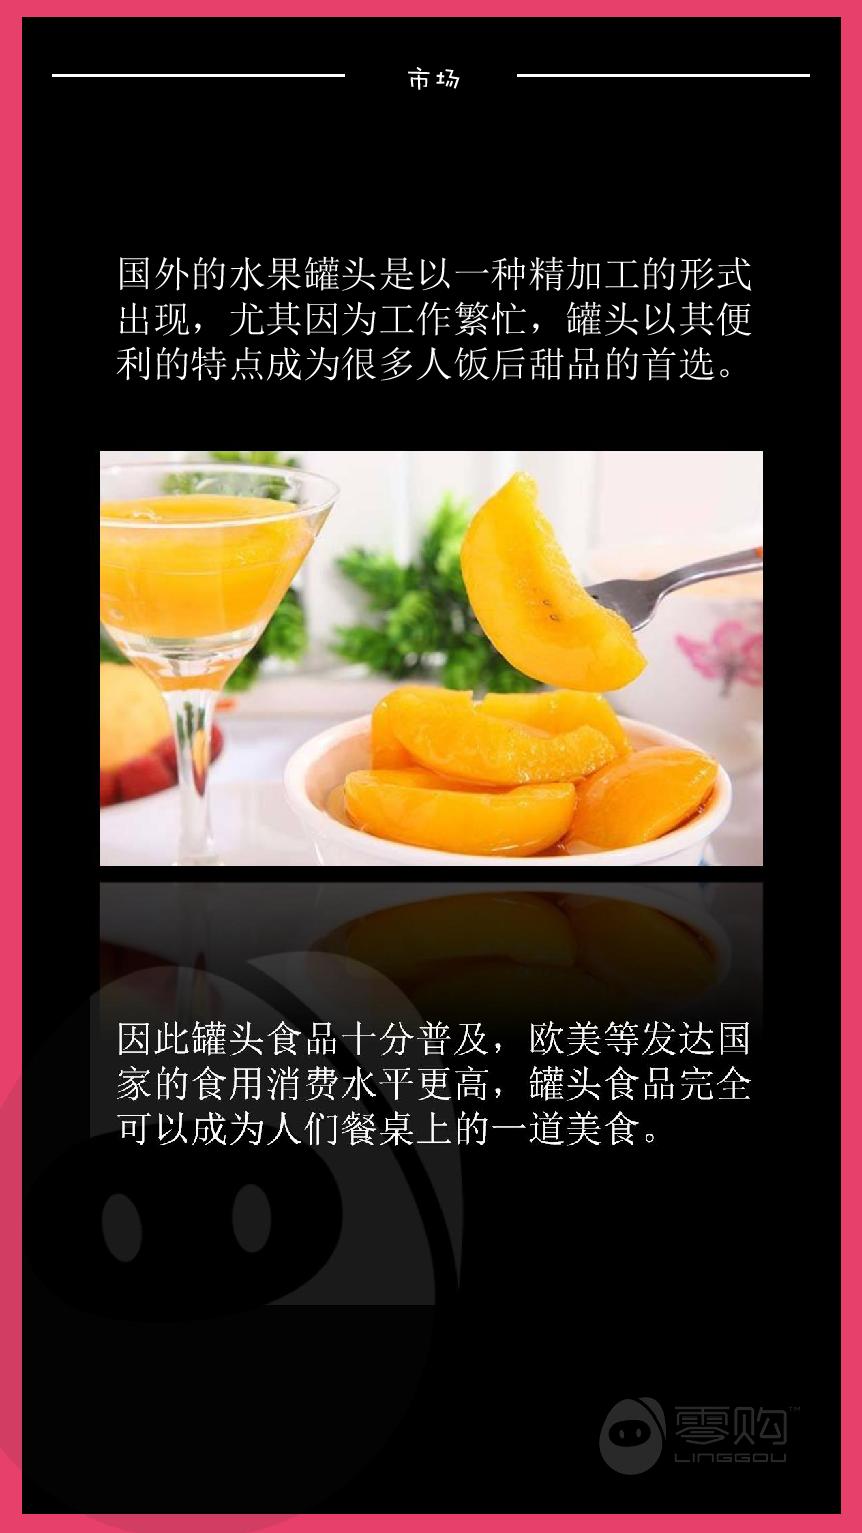 市场
国外的水果罐头是以一种精加工的形式
出现，尤其因为工作繁忙，罐头以其便
利的特点成为很多人饭后甜品的首选。
因此罐头食品十分普及，欧美等发达国
家的食用消费水平更高，罐头食品完全
可以成为人们餐桌上的一道美食。
零购™
LINGGOU